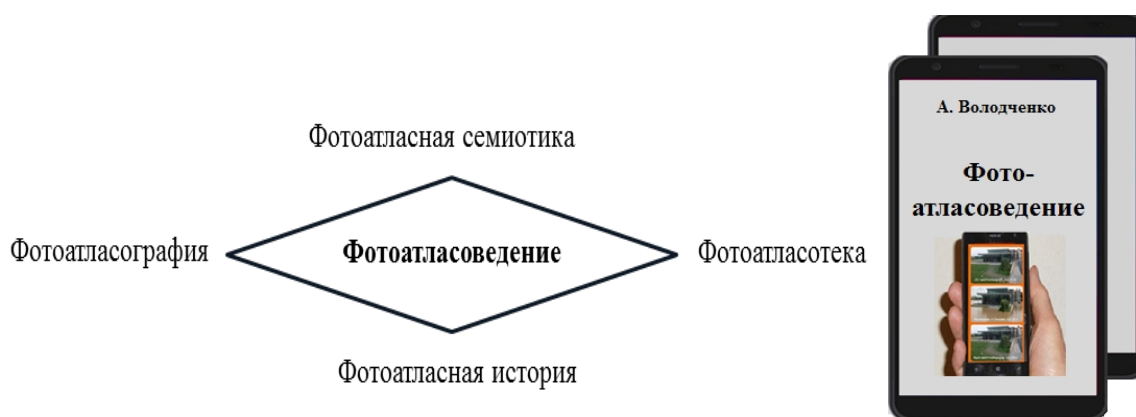 Фотоатласная семиотика
Фотоатласография
Фотоатласоведение
Фотоатласотека
Фотоатласная история
А. Володченко
Фото-
атласоведение